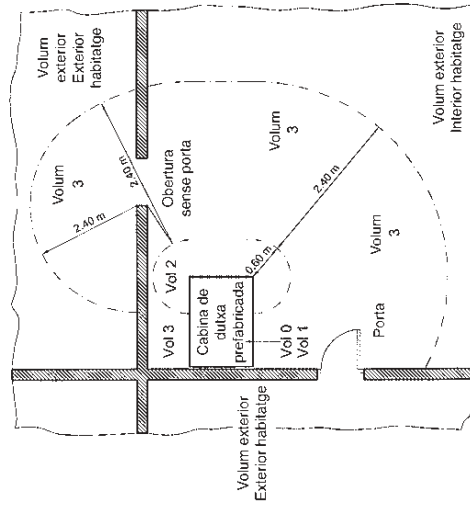 Volum
exterior
Exterior
habitatge
Volum
3
2.40 m
2.40 m
Obertura
sense porta
Volum
3
Vol 2
Vol 3
Cabina de
dutxa
prefabricada
0.60 m
2.40 m
Vol 0
Vol 1
Volum
3
Porta
Volum exterior
Exterior habitatge
Volum exterior
Interior habitatge